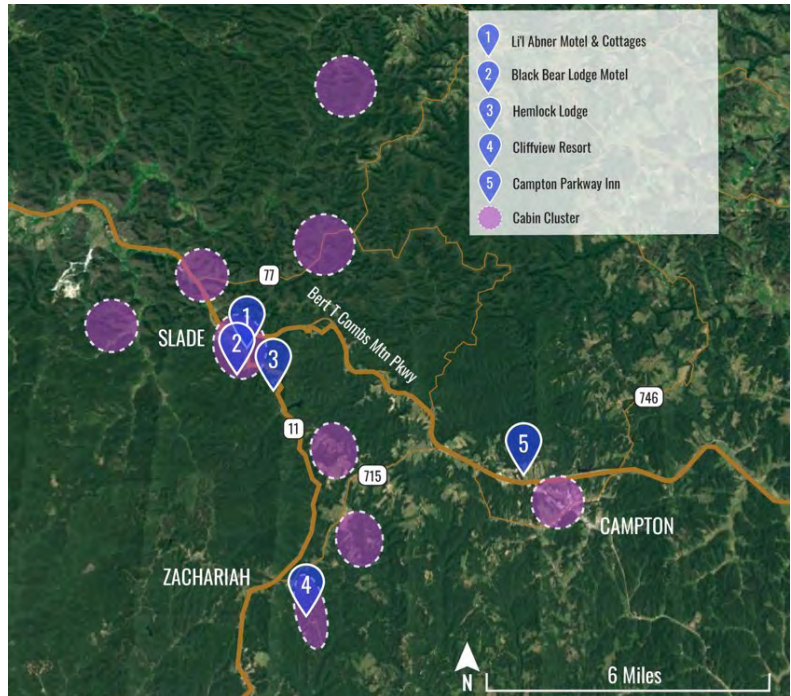 1 Li'l Abner Motel & Cottages
2 Black Bear Lodge Motel
3 Hemlock Lodge
4 Cliffview Resort
5 Campton Parkway Inn
Cabin Cluster
77
Bert T Combs Mtn Pkwy
SLADE
1
2
3
746
11
5
715
CAMPTON
ZACHARIAH
4
N
6 Miles